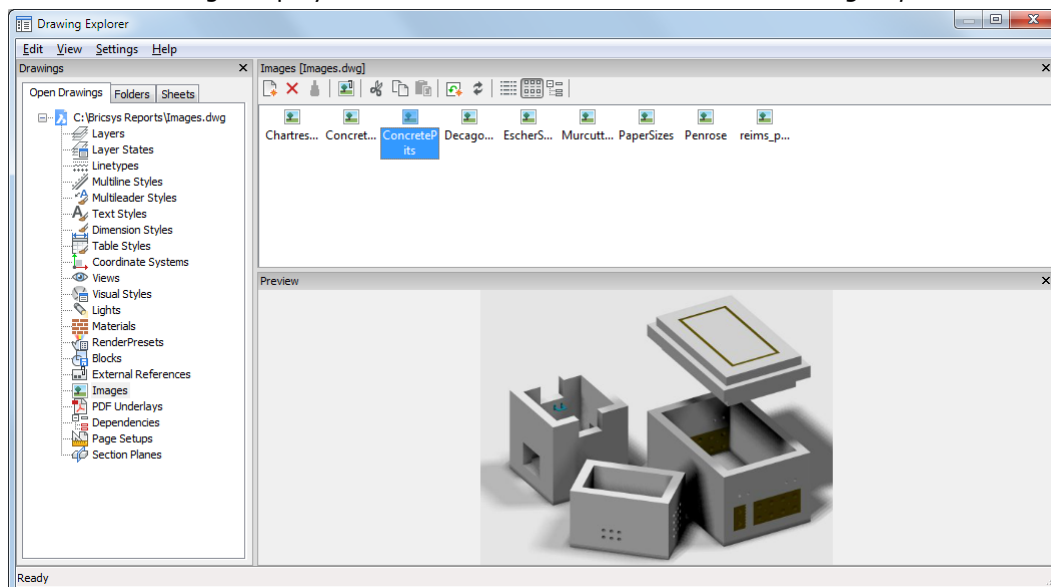 Drawing Explorer
Edit View Settings Help
Drawings
Open Drawings Folders Sheets
C:\Bricsys Reports\Images.dwg
Layers
Layer States
Linetypes
Multiline Styles
Multileader Styles
Text Styles
Dimension Styles
Table Styles
Coordinate Systems
Views
Visual Styles
Lights
Materials
RenderPresets
Blocks
External References
Images
PDF Underlays
Dependencies
Page Setups
Section Planes
Images [Images.dwg]
Chartres... Concret... ConcreteP Decago... EscherS... Murcutt... PaperSizes Penrose reims_p...
its
Preview
Ready